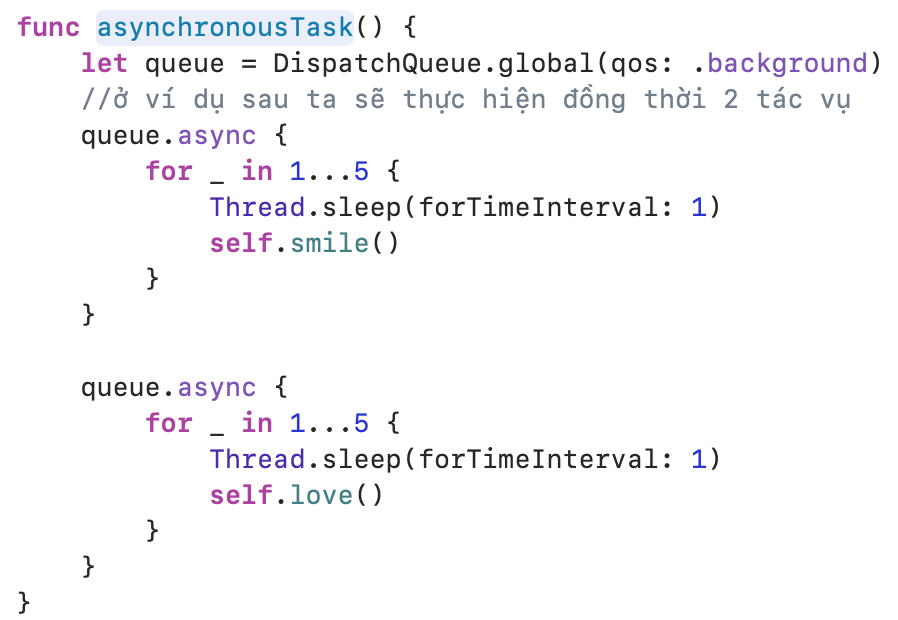 func asynchronousTask() {
    let queue = DispatchQueue.global(qos: .background)
    //ở ví dụ sau ta sẽ thực hiện đồng thời 2 tác vụ
    queue.async {
        for _ in 1...5 {
            Thread.sleep(forTimeInterval: 1)
            self.smile()
        }
    }

    queue.async {
        for _ in 1...5 {
            Thread.sleep(forTimeInterval: 1)
            self.love()
        }
    }
}